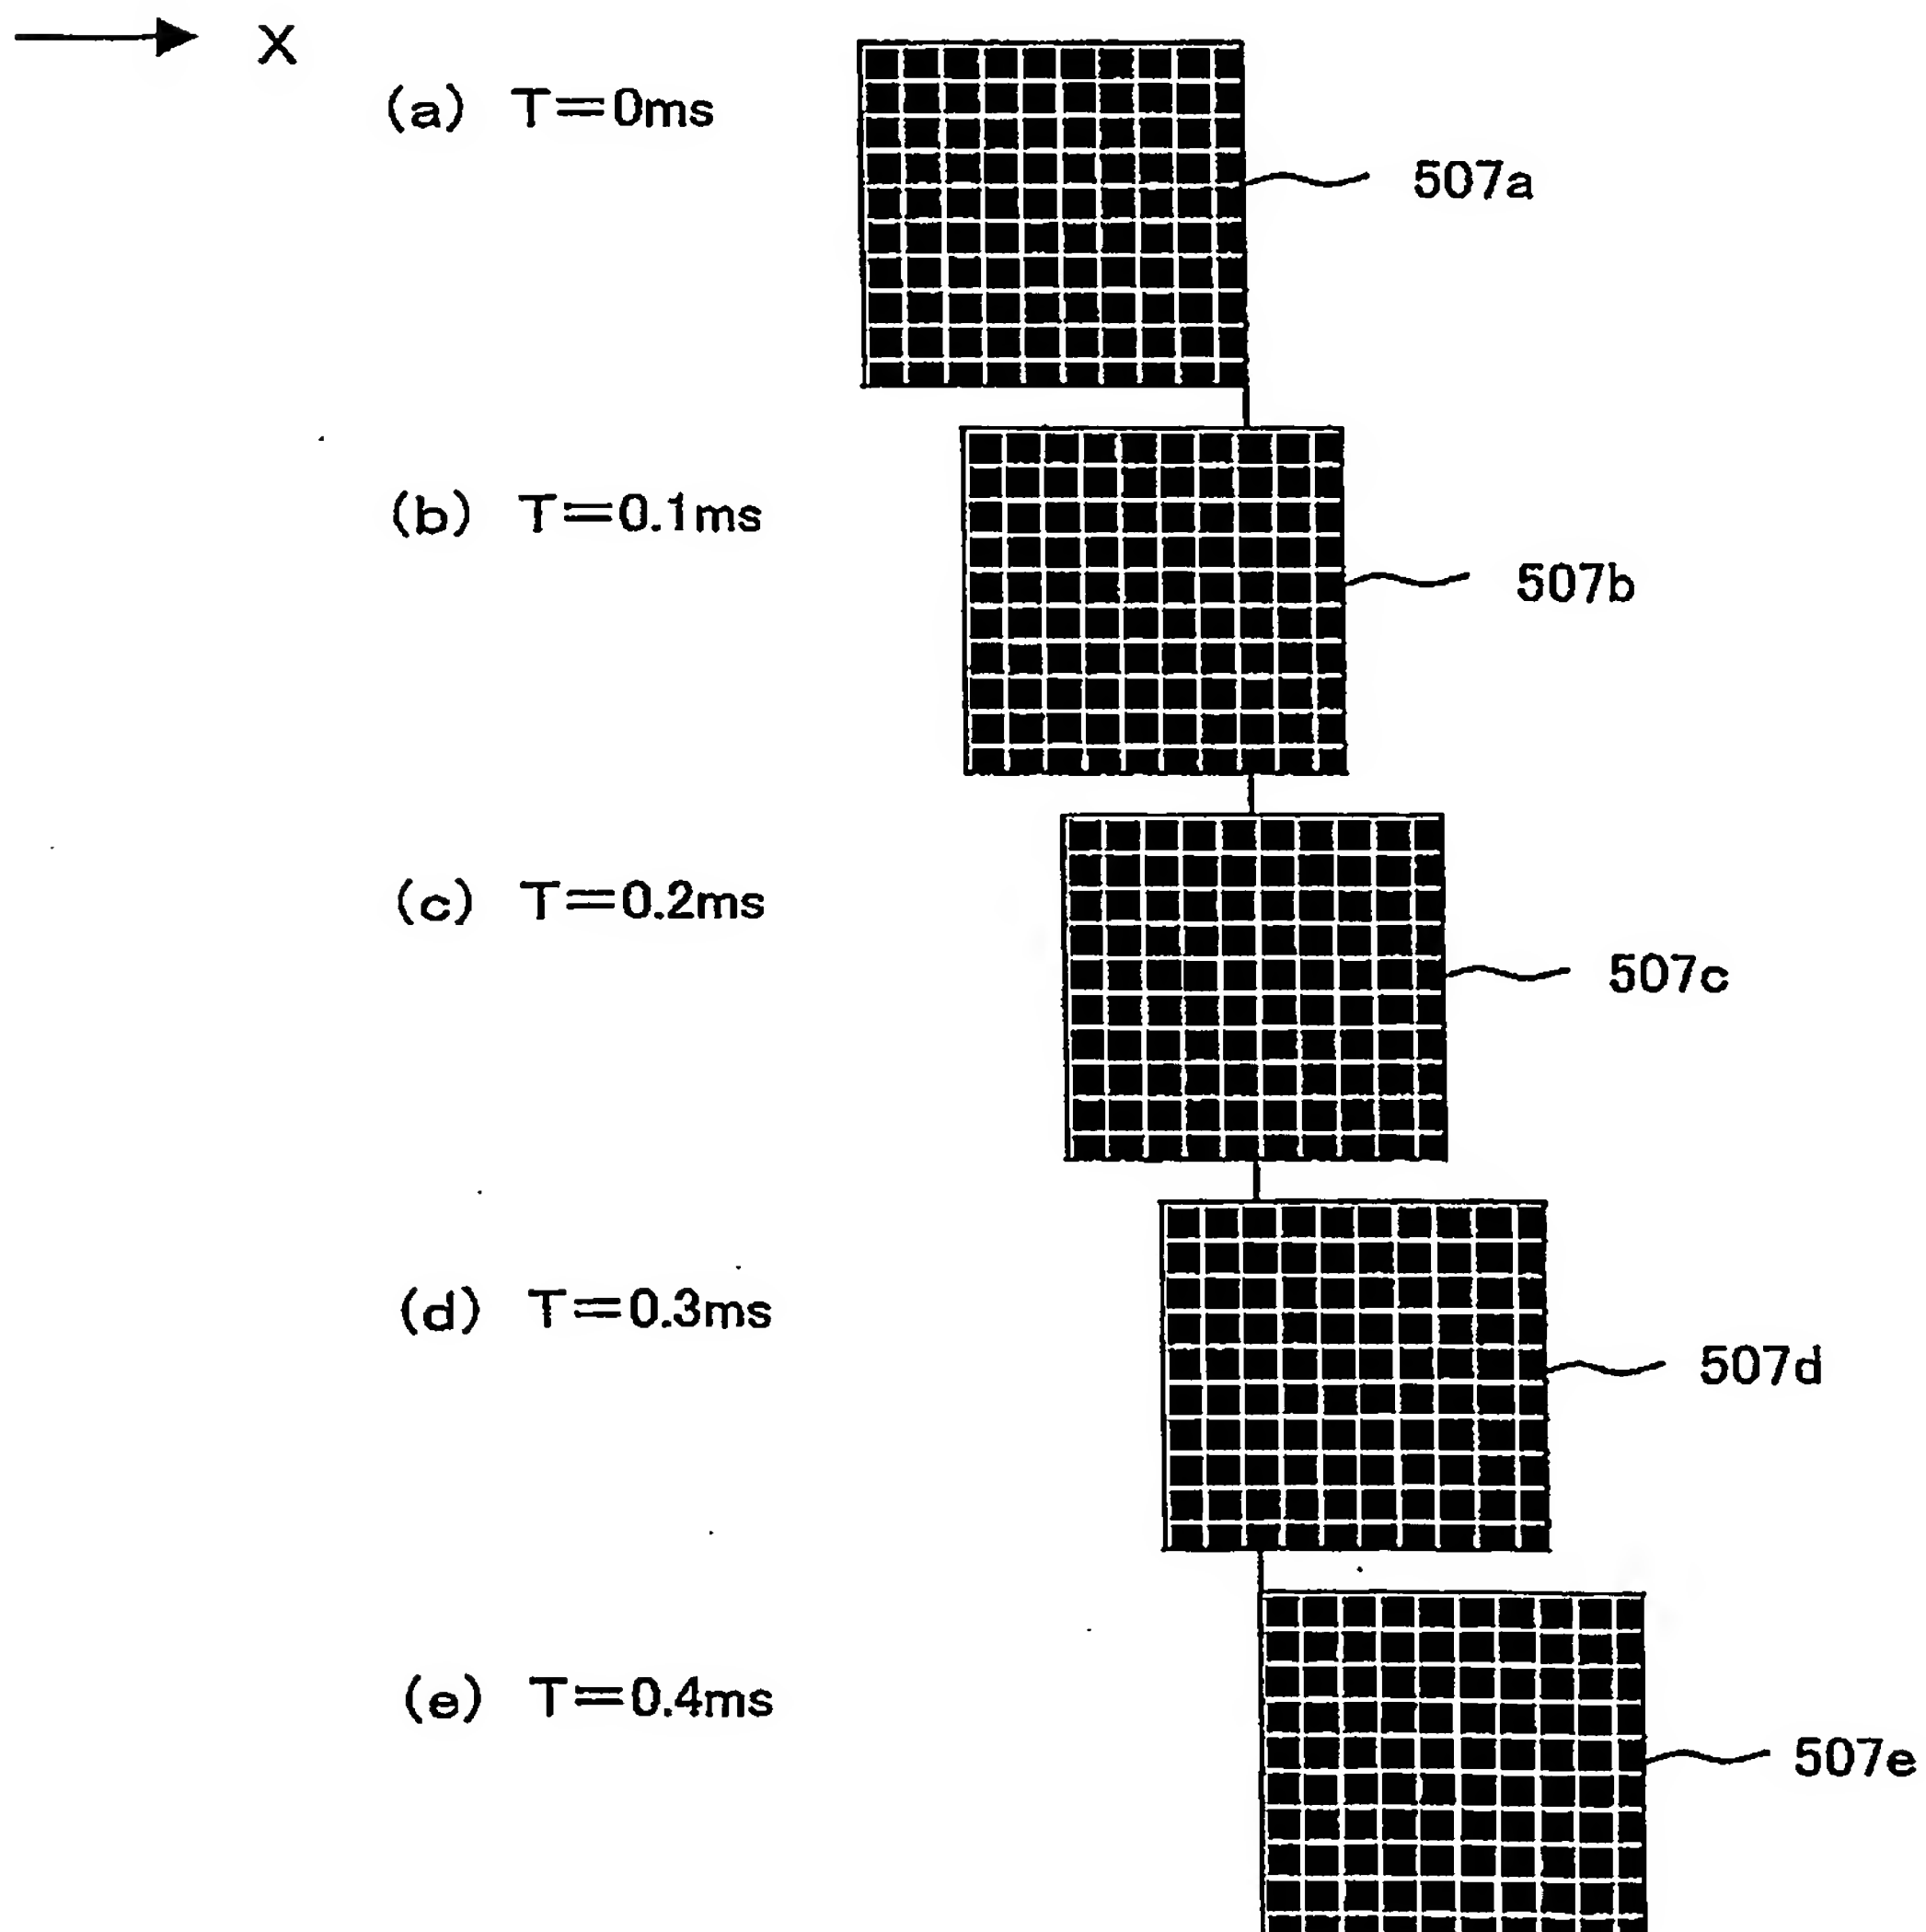 X
(a) T=0ms
507a
(b) T=0.1ms
507b
(c) T=0.2ms
507c
(d) T=0.3ms
507d
(e) T=0.4ms
507e